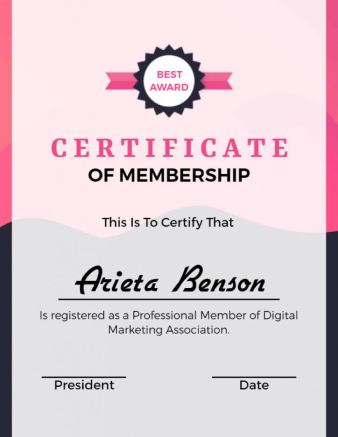 BEST
AWARD
CERTIFICATE
OF MEMBERSHIP
This Is To Certify That
Arieta Benson
Is registered as a Professional Member of Digital
Marketing Association.
President
Date